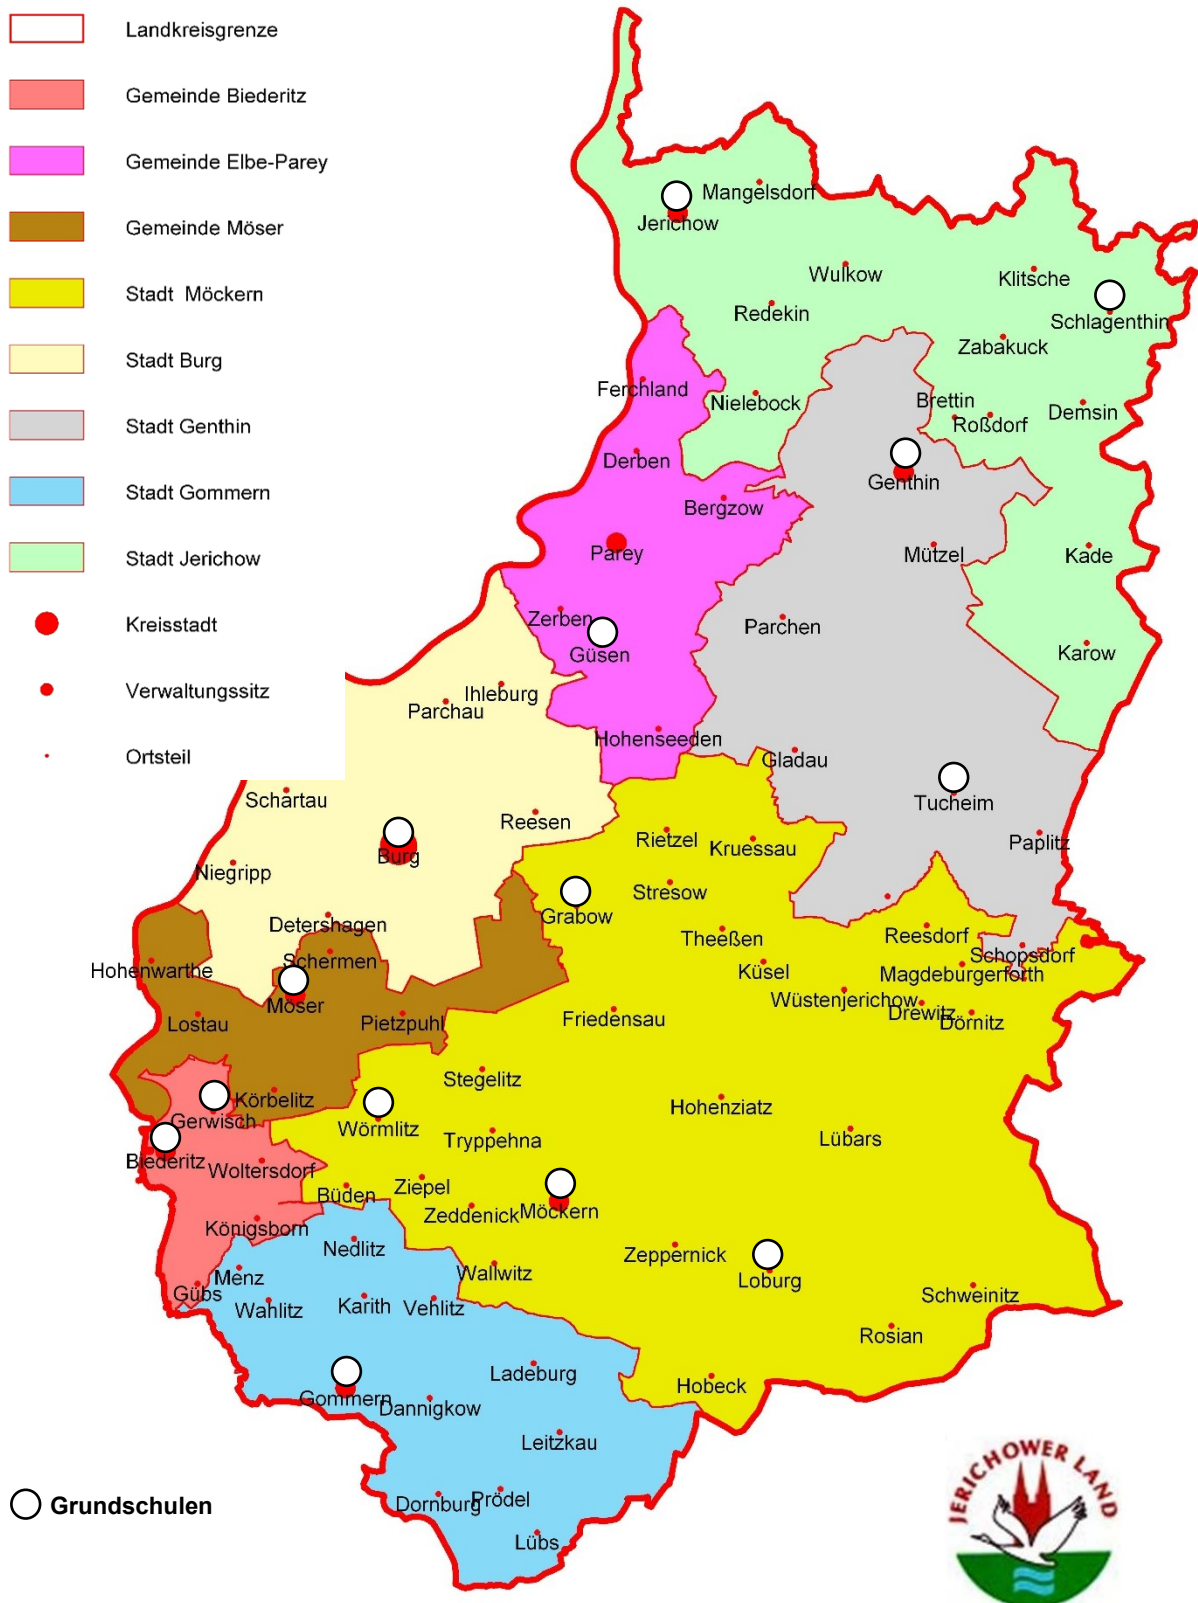 Landkreisgrenze
Gemeinde Biederitz
Gemeinde Elbe-Parey
Gemeinde Möser
Stadt Möckern
Stadt Burg
Stadt Genthin
Stadt Gommern
Stadt Jerichow
Kreisstadt
Verwaltungssitz
Ortsteil
Mangelsdorf
Jerichow
Wulkow
Klitsche
Redekin
Schlagenthin
Zabakuck
Ferchland
Nielebock
Brettin
Roßdorf
Demsin
Derben
Genthin
Bergzow
Parey
Mützel
Kade
Zerben
Parchen
Güsen
Karow
Ihleburg
Parchau
Hohenseeden
Gladau
Schartau
Tucheim
Reesen
Rietzel
Kruessau
Paplitz
Burg
Niegripp
Stresow
Grabow
Detershagen
Theeßen
Reesdorf
Schermen
Schopsdorf
Hohenwarthe
Küsel
Magdeburgerforth
Möser
Wüstenjerichow
Lostau
Pietzpuhl
Friedensau
Drewitz
Dörnitz
Stegelitz
Körbelitz
Hohenziatz
Gerwisch
Wörmlitz
Tryppehna
Lübars
Biederitz
Woltersdorf
Büden
Ziepel
Zeddenick
Möckern
Königsborn
Nedlitz
Zeppernick
Wallwitz
Loburg
Menz
Gübs
Wahlitz
Karith
Vehlitz
Schweinitz
Rosian
Ladeburg
Hobeck
Gommern
Dannigkow
Leitzkau
Dornburg
Prödel
Lübs
Grundschulen
JERICHOWER LAND